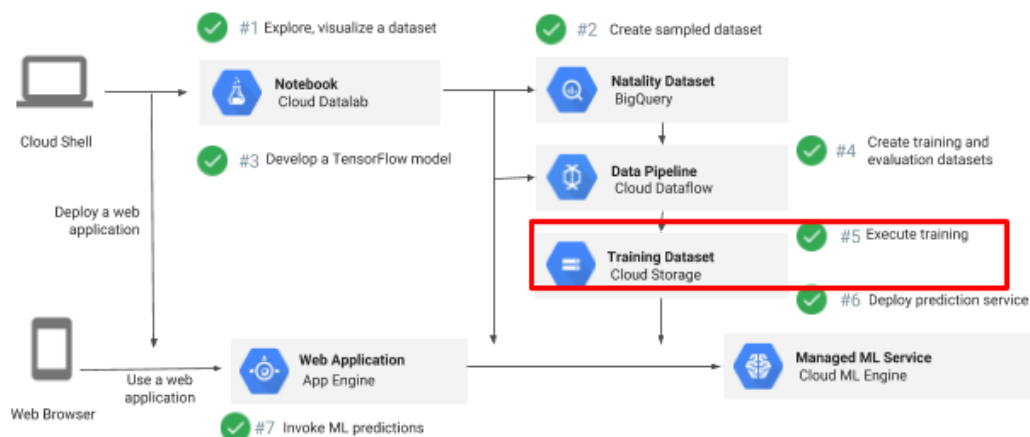 #1 Explore, visualize a dataset
#2 Create sampled dataset
Notebook
Cloud Datalab
Natality Dataset
BigQuery
Cloud Shell
#3 Develop a TensorFlow model
#4 Create training and
evaluation datasets
Data Pipeline
Cloud Dataflow
Deploy a web
application
#5 Execute training
Training Dataset
Cloud Storage
#6 Deploy prediction service
Web Application
App Engine
Managed ML Service
Cloud ML Engine
Use a web
application
Web Browser
#7 Invoke ML predictions